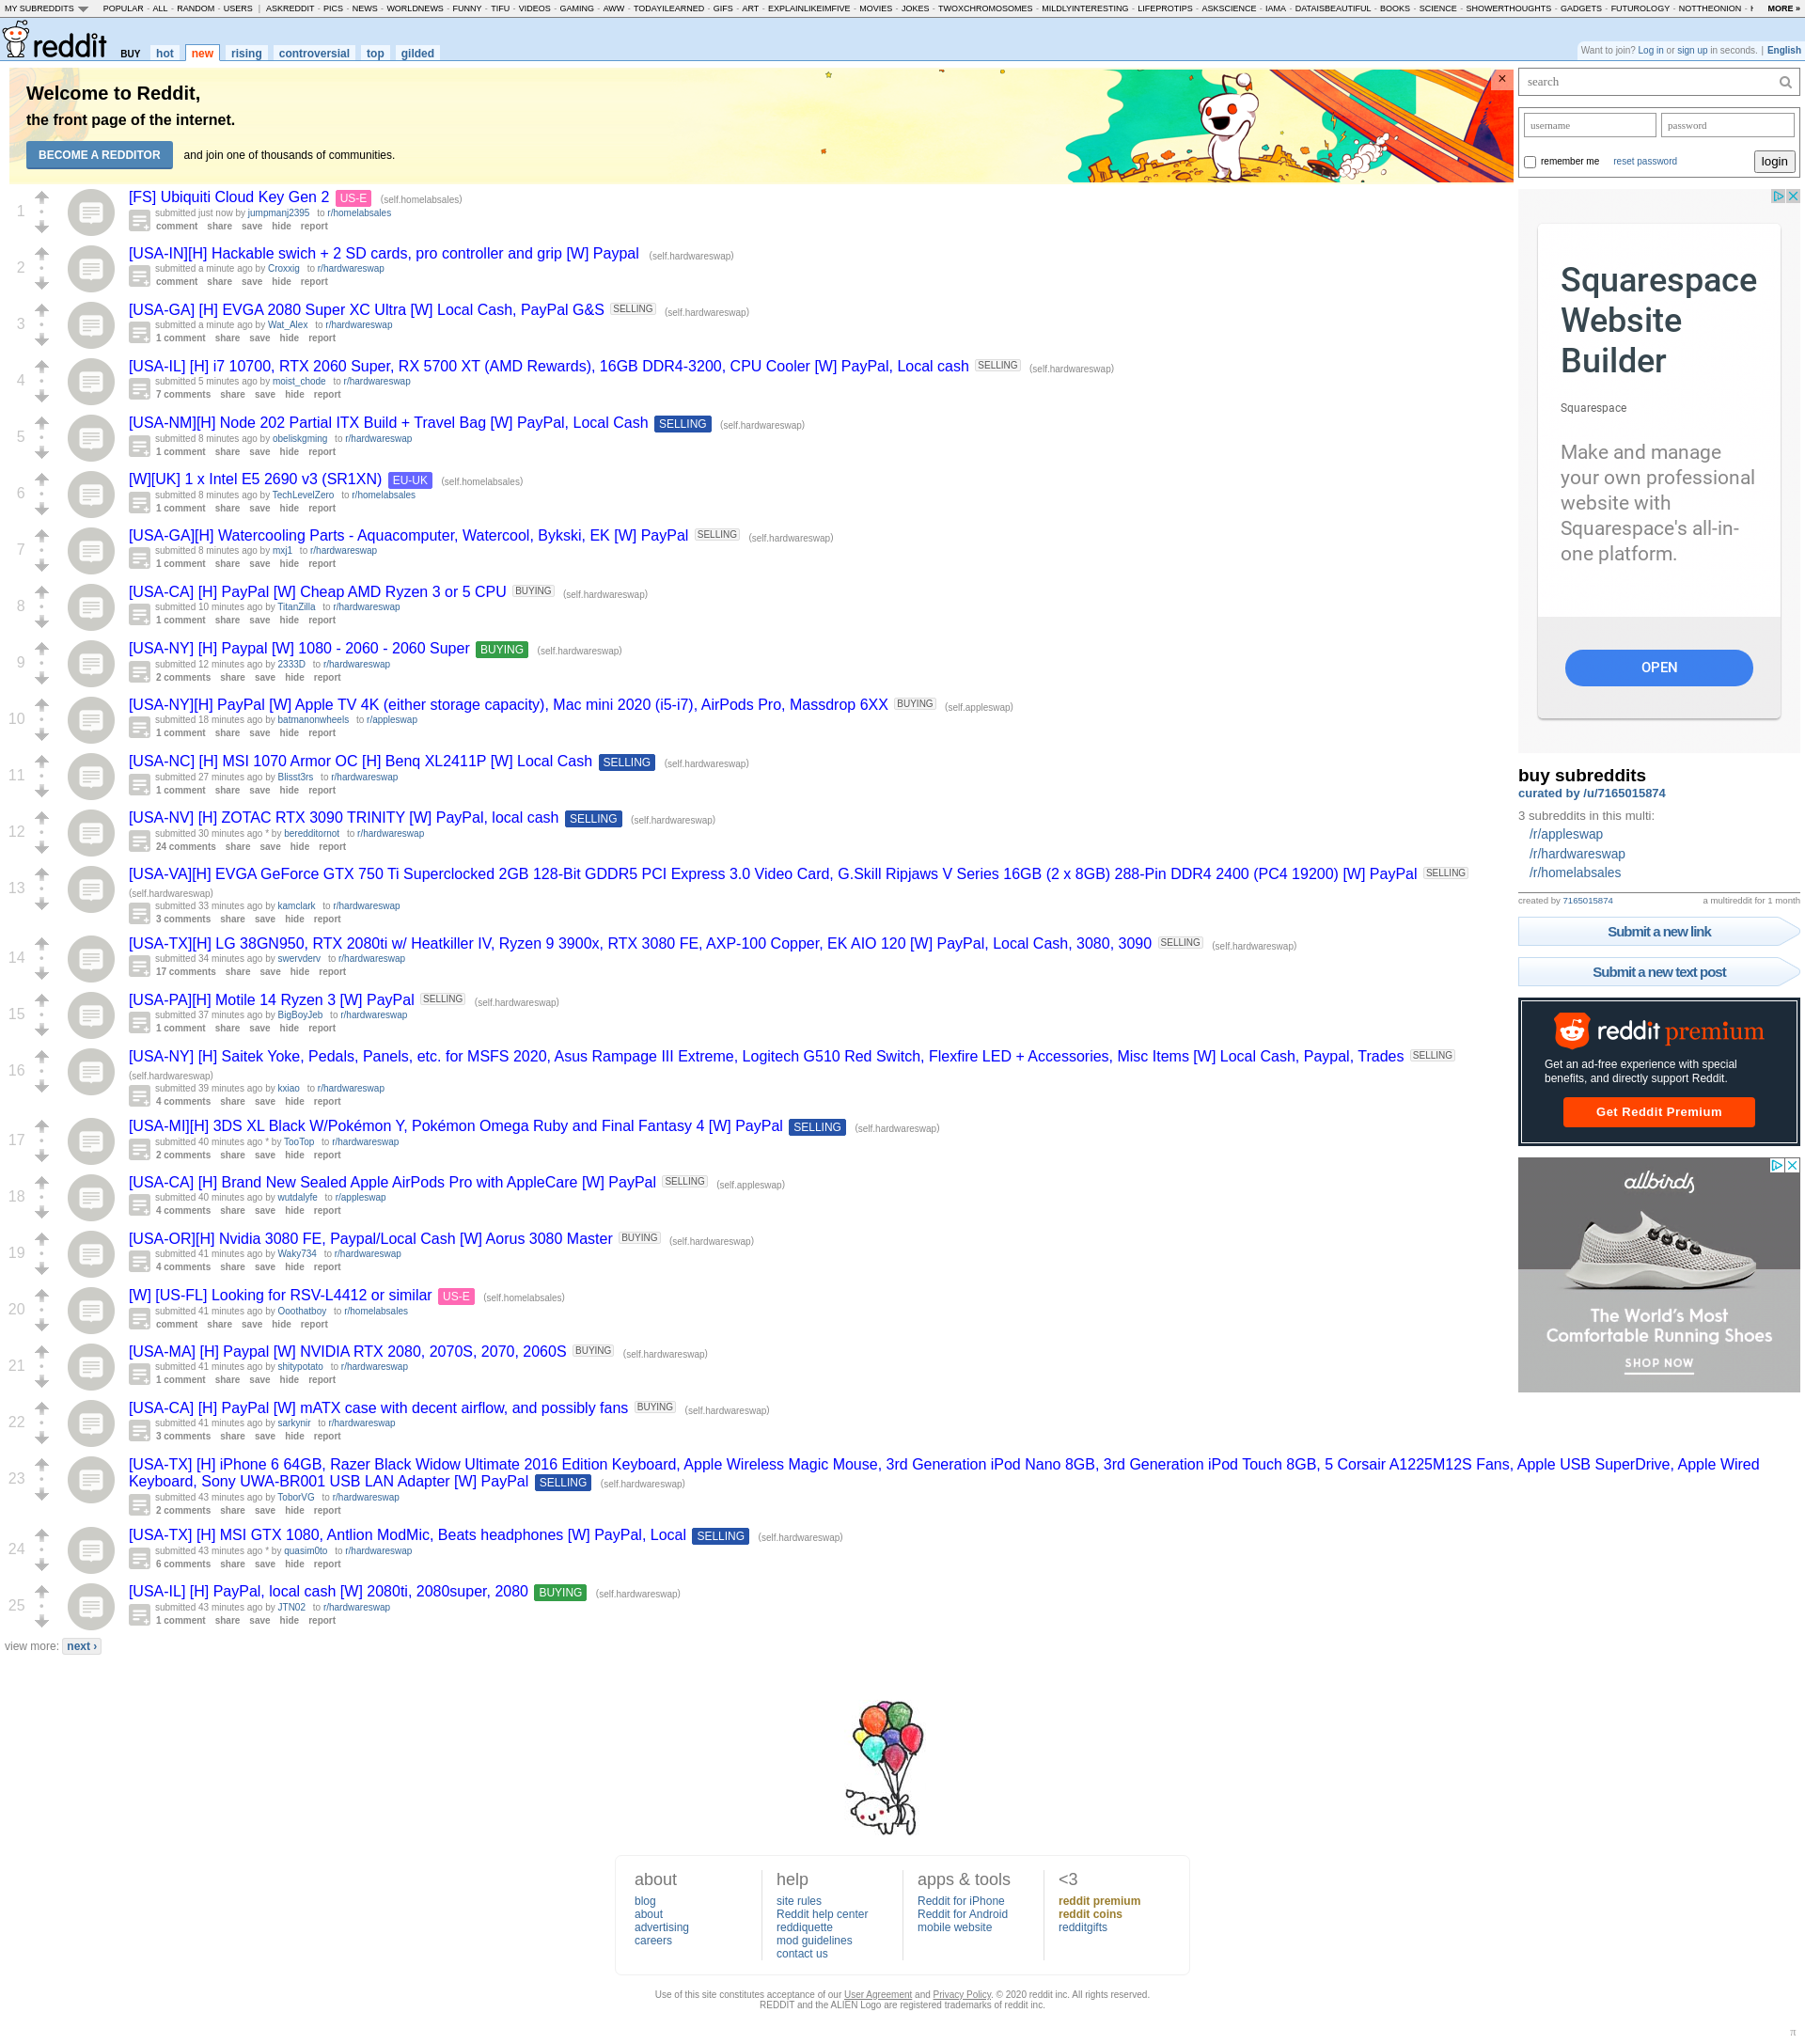 MY SUBREDDITS POPULAR - ALL - RANDOM - USERS | ASKREDDIT - PICS - NEWS - WORLDNEWS - FUNNY - TIFU - VIDEOS - GAMING - AWW - TODAYILEARNED - GIFS - ART - EXPLAINLIKEIMFIVE - MOVIES - JOKES - TWOXCHROMOSOMES - MILDLYINTERESTING - LIFEPROTIPS - ASKSCIENCE - IAMA - DATAISBEAUTIFUL - BOOKS - SCIENCE - SHOWERTHOUGHTS - GADGETS - FUTUROLOGY - NOTTHEONION - MORE »
reddit BUY hot new rising controversial top gilded
Want to join? Log in or sign up in seconds. | English
Welcome to Reddit,
the front page of the internet.
BECOME A REDDITOR and join one of thousands of communities.
×
1
[FS] Ubiquiti Cloud Key Gen 2 US-E (self.homelabsales)
submitted just now by jumpmanj2395 to r/homelabsales
comment share save hide report
2
[USA-IN][H] Hackable swich + 2 SD cards, pro controller and grip [W] Paypal (self.hardwareswap)
submitted a minute ago by Croxxig to r/hardwareswap
comment share save hide report
3
[USA-GA] [H] EVGA 2080 Super XC Ultra [W] Local Cash, PayPal G&S SELLING (self.hardwareswap)
submitted a minute ago by Wat_Alex to r/hardwareswap
1 comment share save hide report
4
[USA-IL] [H] i7 10700, RTX 2060 Super, RX 5700 XT (AMD Rewards), 16GB DDR4-3200, CPU Cooler [W] PayPal, Local cash SELLING (self.hardwareswap)
submitted 5 minutes ago by moist_chode to r/hardwareswap
7 comments share save hide report
5
[USA-NM][H] Node 202 Partial ITX Build + Travel Bag [W] PayPal, Local Cash SELLING (self.hardwareswap)
submitted 8 minutes ago by obeliskgming to r/hardwareswap
1 comment share save hide report
6
[W][UK] 1 x Intel E5 2690 v3 (SR1XN) EU-UK (self.homelabsales)
submitted 8 minutes ago by TechLevelZero to r/homelabsales
1 comment share save hide report
7
[USA-GA][H] Watercooling Parts - Aquacomputer, Watercool, Bykski, EK [W] PayPal SELLING (self.hardwareswap)
submitted 8 minutes ago by mxj1 to r/hardwareswap
1 comment share save hide report
8
[USA-CA] [H] PayPal [W] Cheap AMD Ryzen 3 or 5 CPU BUYING (self.hardwareswap)
submitted 10 minutes ago by TitanZilla to r/hardwareswap
1 comment share save hide report
9
[USA-NY] [H] Paypal [W] 1080 - 2060 - 2060 Super BUYING (self.hardwareswap)
submitted 12 minutes ago by 2333D to r/hardwareswap
2 comments share save hide report
10
[USA-NY][H] PayPal [W] Apple TV 4K (either storage capacity), Mac mini 2020 (i5-i7), AirPods Pro, Massdrop 6XX BUYING (self.appleswap)
submitted 18 minutes ago by batmanonwheels to r/appleswap
1 comment share save hide report
11
[USA-NC] [H] MSI 1070 Armor OC [H] Benq XL2411P [W] Local Cash SELLING (self.hardwareswap)
submitted 27 minutes ago by Blisst3rs to r/hardwareswap
1 comment share save hide report
12
[USA-NV] [H] ZOTAC RTX 3090 TRINITY [W] PayPal, local cash SELLING (self.hardwareswap)
submitted 30 minutes ago * by beredditornot to r/hardwareswap
24 comments share save hide report
13
[USA-VA][H] EVGA GeForce GTX 750 Ti Superclocked 2GB 128-Bit GDDR5 PCI Express 3.0 Video Card, G.Skill Ripjaws V Series 16GB (2 x 8GB) 288-Pin DDR4 2400 (PC4 19200) [W] PayPal SELLING
(self.hardwareswap)
submitted 33 minutes ago by kamclark to r/hardwareswap
3 comments share save hide report
14
[USA-TX][H] LG 38GN950, RTX 2080ti w/ Heatkiller IV, Ryzen 9 3900x, RTX 3080 FE, AXP-100 Copper, EK AIO 120 [W] PayPal, Local Cash, 3080, 3090 SELLING (self.hardwareswap)
submitted 34 minutes ago by swervderv to r/hardwareswap
17 comments share save hide report
15
[USA-PA][H] Motile 14 Ryzen 3 [W] PayPal SELLING (self.hardwareswap)
submitted 37 minutes ago by BigBoyJeb to r/hardwareswap
1 comment share save hide report
16
[USA-NY] [H] Saitek Yoke, Pedals, Panels, etc. for MSFS 2020, Asus Rampage III Extreme, Logitech G510 Red Switch, Flexfire LED + Accessories, Misc Items [W] Local Cash, Paypal, Trades SELLING
(self.hardwareswap)
submitted 39 minutes ago by kxiao to r/hardwareswap
4 comments share save hide report
17
[USA-MI][H] 3DS XL Black W/Pokémon Y, Pokémon Omega Ruby and Final Fantasy 4 [W] PayPal SELLING (self.hardwareswap)
submitted 40 minutes ago * by TooTop to r/hardwareswap
2 comments share save hide report
18
[USA-CA] [H] Brand New Sealed Apple AirPods Pro with AppleCare [W] PayPal SELLING (self.appleswap)
submitted 40 minutes ago by wutdalyfe to r/appleswap
4 comments share save hide report
19
[USA-OR][H] Nvidia 3080 FE, Paypal/Local Cash [W] Aorus 3080 Master BUYING (self.hardwareswap)
submitted 41 minutes ago by Waky734 to r/hardwareswap
4 comments share save hide report
20
[W] [US-FL] Looking for RSV-L4412 or similar US-E (self.homelabsales)
submitted 41 minutes ago by Ooothatboy to r/homelabsales
comment share save hide report
21
[USA-MA] [H] Paypal [W] NVIDIA RTX 2080, 2070S, 2070, 2060S BUYING (self.hardwareswap)
submitted 41 minutes ago by shitypotato to r/hardwareswap
1 comment share save hide report
22
[USA-CA] [H] PayPal [W] mATX case with decent airflow, and possibly fans BUYING (self.hardwareswap)
submitted 41 minutes ago by sarkynir to r/hardwareswap
3 comments share save hide report
23
[USA-TX] [H] iPhone 6 64GB, Razer Black Widow Ultimate 2016 Edition Keyboard, Apple Wireless Magic Mouse, 3rd Generation iPod Nano 8GB, 3rd Generation iPod Touch 8GB, 5 Corsair A1225M12S Fans, Apple USB SuperDrive, Apple Wired
Keyboard, Sony UWA-BR001 USB LAN Adapter [W] PayPal SELLING (self.hardwareswap)
submitted 43 minutes ago by ToborVG to r/hardwareswap
2 comments share save hide report
24
[USA-TX] [H] MSI GTX 1080, Antlion ModMic, Beats headphones [W] PayPal, Local SELLING (self.hardwareswap)
submitted 43 minutes ago * by quasim0to to r/hardwareswap
6 comments share save hide report
25
[USA-IL] [H] PayPal, local cash [W] 2080ti, 2080super, 2080 BUYING (self.hardwareswap)
submitted 43 minutes ago by JTN02 to r/hardwareswap
1 comment share save hide report
view more: next ›
search
username password
remember me reset password login
Squarespace
Website
Builder
Squarespace
Make and manage
your own professional
website with
Squarespace's all-in-
one platform.
OPEN
buy subreddits
curated by /u/7165015874
3 subreddits in this multi:
/r/appleswap
/r/hardwareswap
/r/homelabsales
created by 7165015874 a multireddit for 1 month
Submit a new link
Submit a new text post
reddit premium
Get an ad-free experience with special
benefits, and directly support Reddit.
Get Reddit Premium
allbirds
The World's Most
Comfortable Running Shoes
SHOP NOW
about
blog
about
advertising
careers
help
site rules
Reddit help center
reddiquette
mod guidelines
contact us
apps & tools
Reddit for iPhone
Reddit for Android
mobile website
<3
reddit premium
reddit coins
redditgifts
Use of this site constitutes acceptance of our User Agreement and Privacy Policy. © 2020 reddit inc. All rights reserved.
REDDIT and the ALIEN Logo are registered trademarks of reddit inc.
π